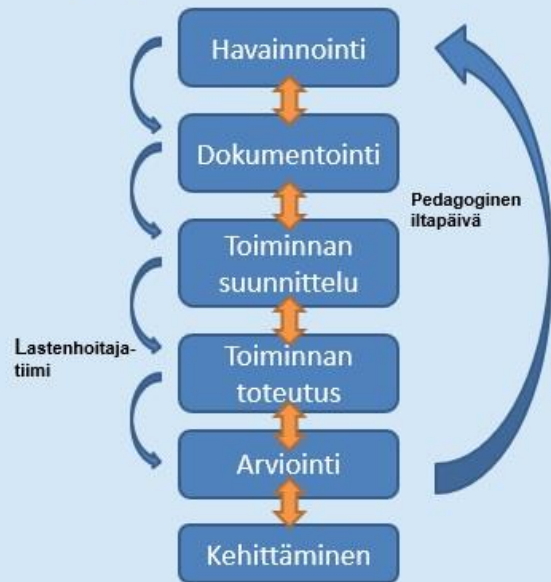 Havainnointi
Dokumentointi
Pedagoginen
iltapäivä
Toiminnan
suunnittelu
Lastenhoitaja-
tiimi
Toiminnan
toteutus
Arviointi
Kehittäminen